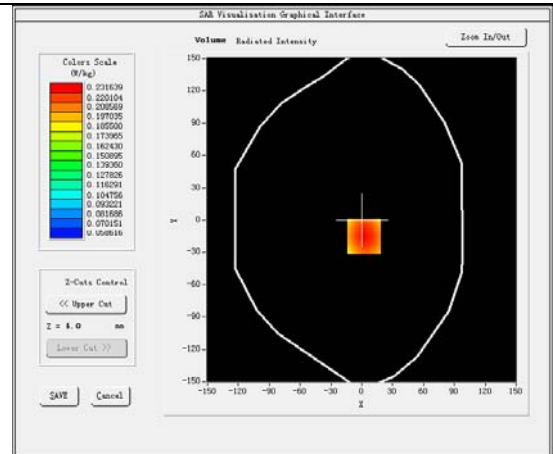 SAR Visualisation Graphical Interface
Volume Radiated Intensity
Zoom In/Out
Colors Scale
(W/kg)
0.231639
0.220104
0.208569
0.197035
0.185500
0.173965
0.162430
0.150895
0.139360
0.127826
0.116291
0.104756
0.093221
0.081686
0.070151
0.058616
150
120
90
60
30
0
-30
-60
-90
-120
-150
Y
-150 -120 -90 -60 -30 0 30 60 90 120 150
X
Z-Cuts Control
<< Upper Cut
Z = 4.0 mm
Lower Cut >>
SAVE Cancel